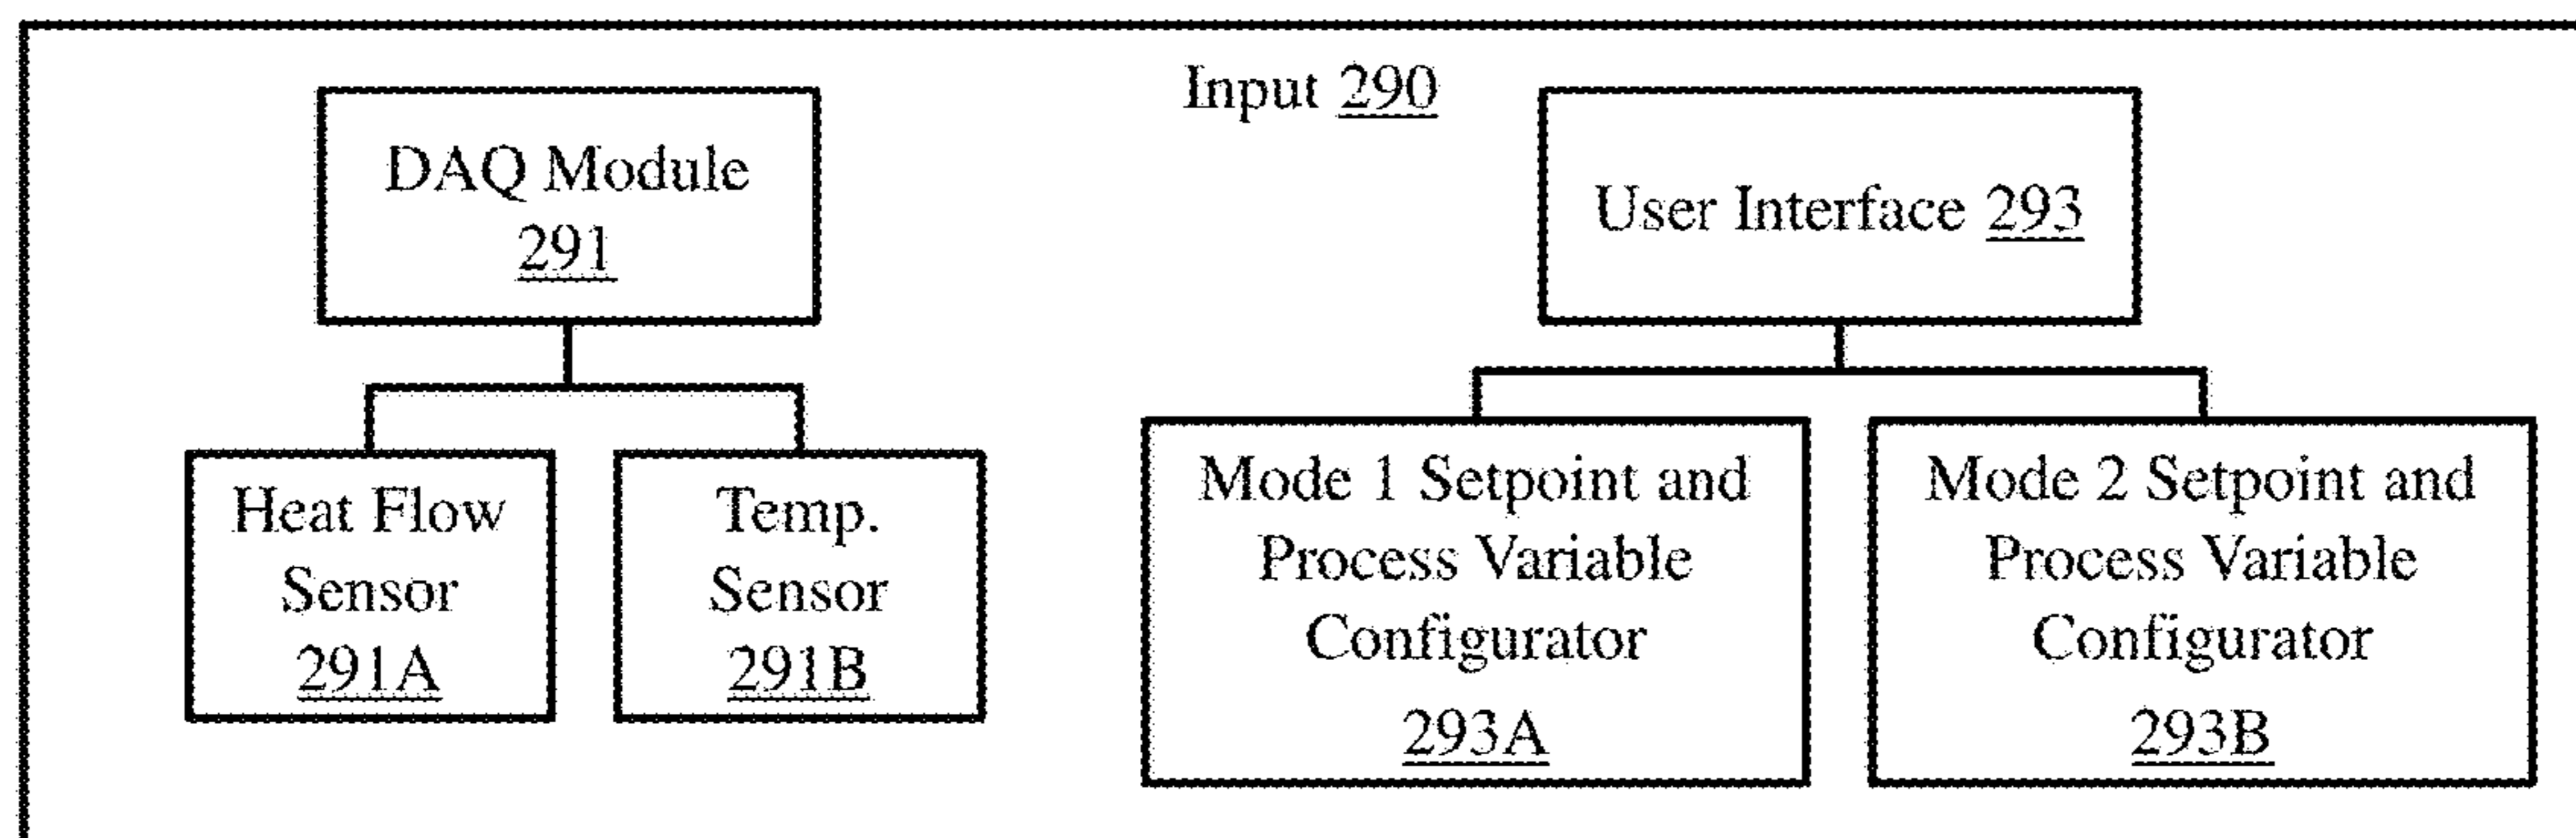 Input 290
DAQ Module
291
User Interface 293
Heat Flow
Sensor
291A
Temp.
Sensor
291B
Mode 1 Setpoint and
Process Variable
Configurator
293A
Mode 2 Setpoint and
Process Variable
Configurator
293B